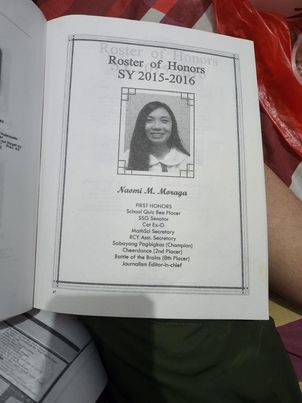 Roster of Honors
SY 2015-2016
Naomi M. Moraga
FIRST HONORS
School Quiz Bee Placer
SSG Senator
Cat Ex-O
MathSci Secretary
RCY Asst. Secretary
Sabayang Pagbigkas (Champion)
Cheerdance (2nd Placer)
Battle of the Brains (8th Placer)
Journalism Editor-in-chief